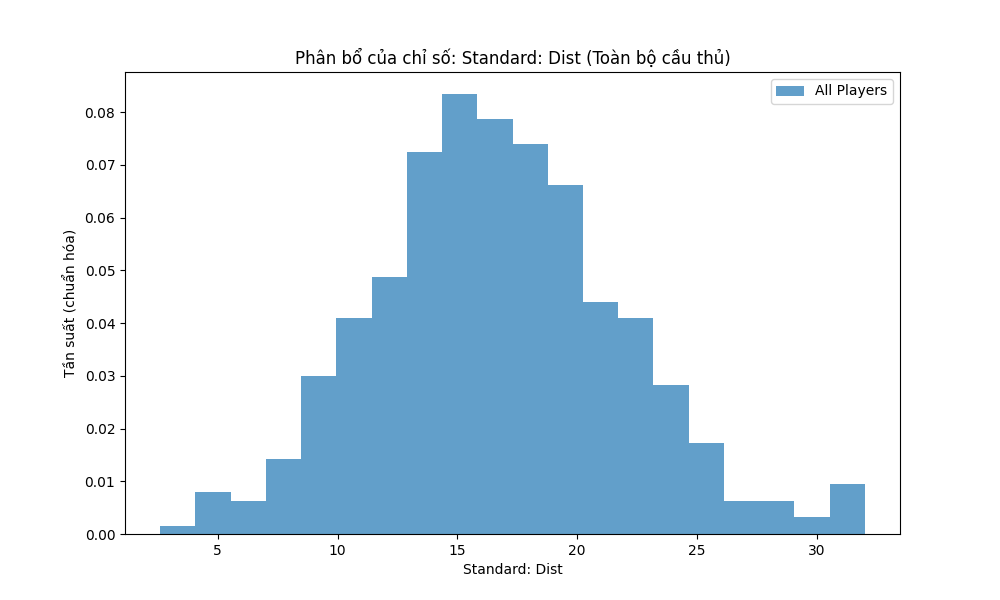 Phân bổ của chỉ số: Standard: Dist (Toàn bộ cầu thủ)
All Players
Tần suất (chuẩn hóa)
0.08
0.07
0.06
0.05
0.04
0.03
0.02
0.01
0.00
5 10 15 20 25 30
Standard: Dist